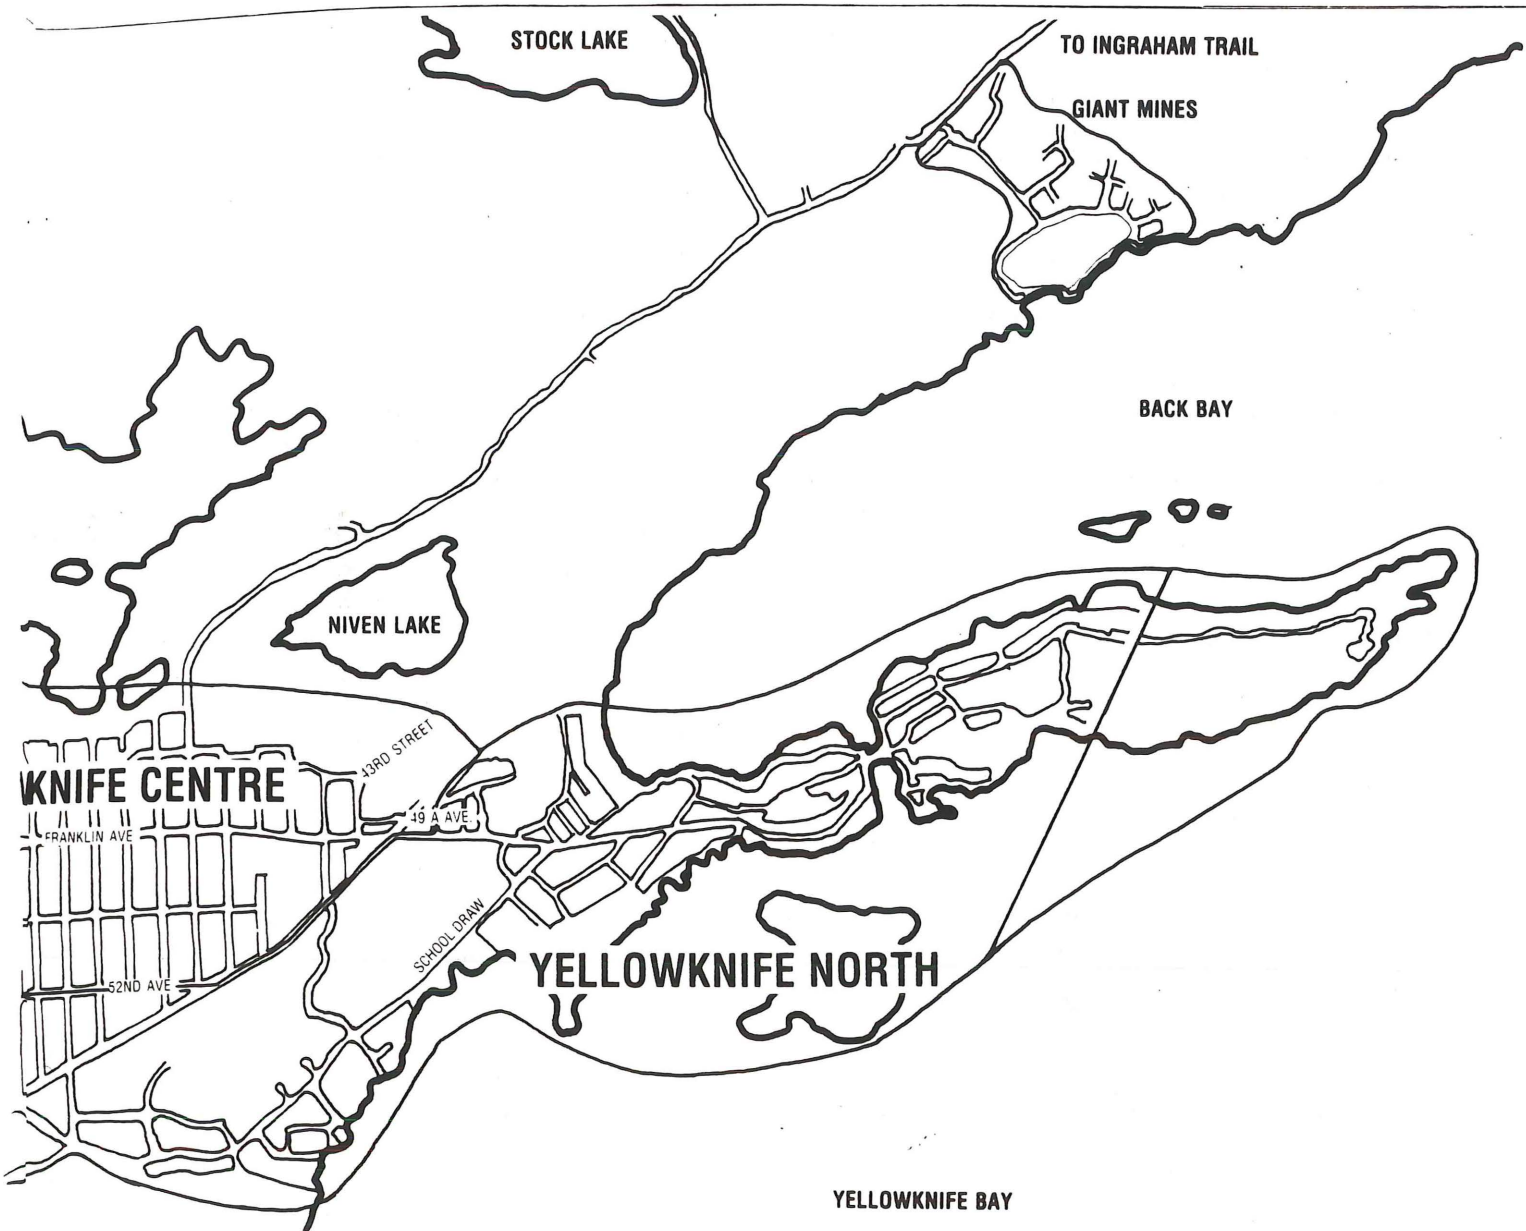 STOCK LAKE
TO INGRAHAM TRAIL
GIANT MINES
BACK BAY
NIVEN LAKE
43RD STREET
KNIFE CENTRE
49 A AVE.
FRANKLIN AVE
SCHOOL DRAW
YELLOWKNIFE NORTH
52ND AVE
YELLOWKNIFE BAY